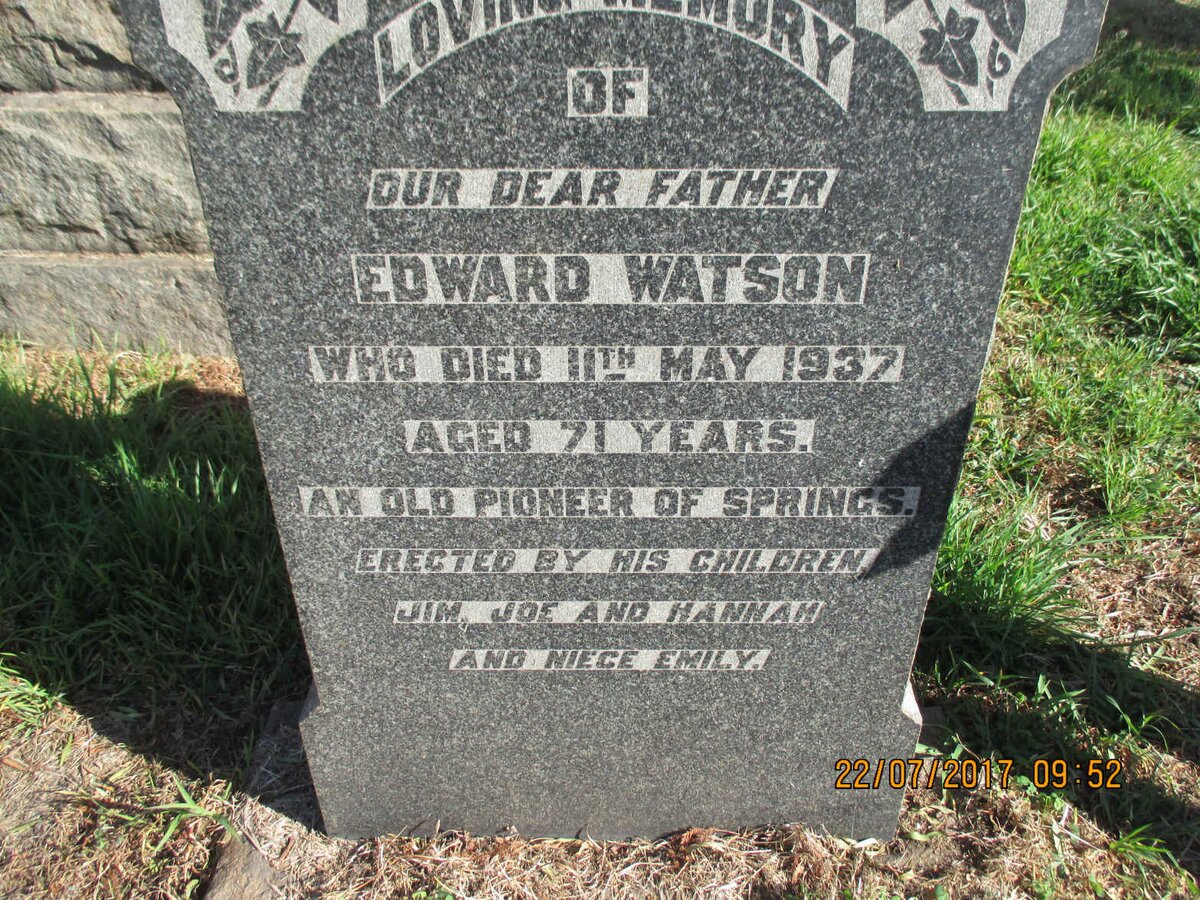 LOVING MEMORY
OF
OUR DEAR FATHER
EDWARD WATSON
WHO DIED 11TH MAY 1937
AGED 71 YEARS.
AN OLD PIONEER OF SPRINGS.
ERECTED BY HIS CHILDREN,
JIM, JOE AND HANNAH
AND NIECE EMILY.
22/07/2017 09:52